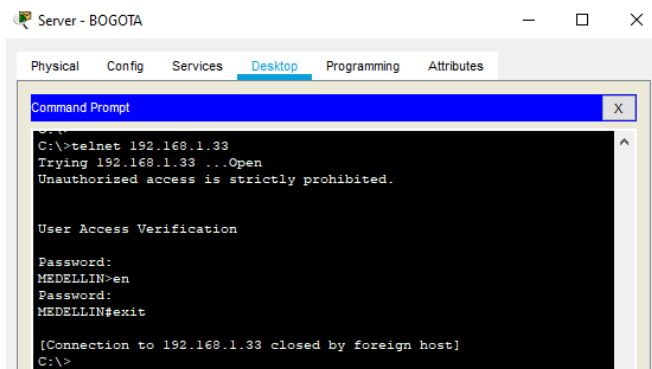 Server - BOGOTA
Physical Config Services Desktop Programming Attributes
Command Prompt X
C:\>telnet 192.168.1.33
Trying 192.168.1.33 ...Open
Unauthorized access is strictly prohibited.
User Access Verification
Password:
MEDELLIN>en
Password:
MEDELLIN#exit
[Connection to 192.168.1.33 closed by foreign host]
C:\>